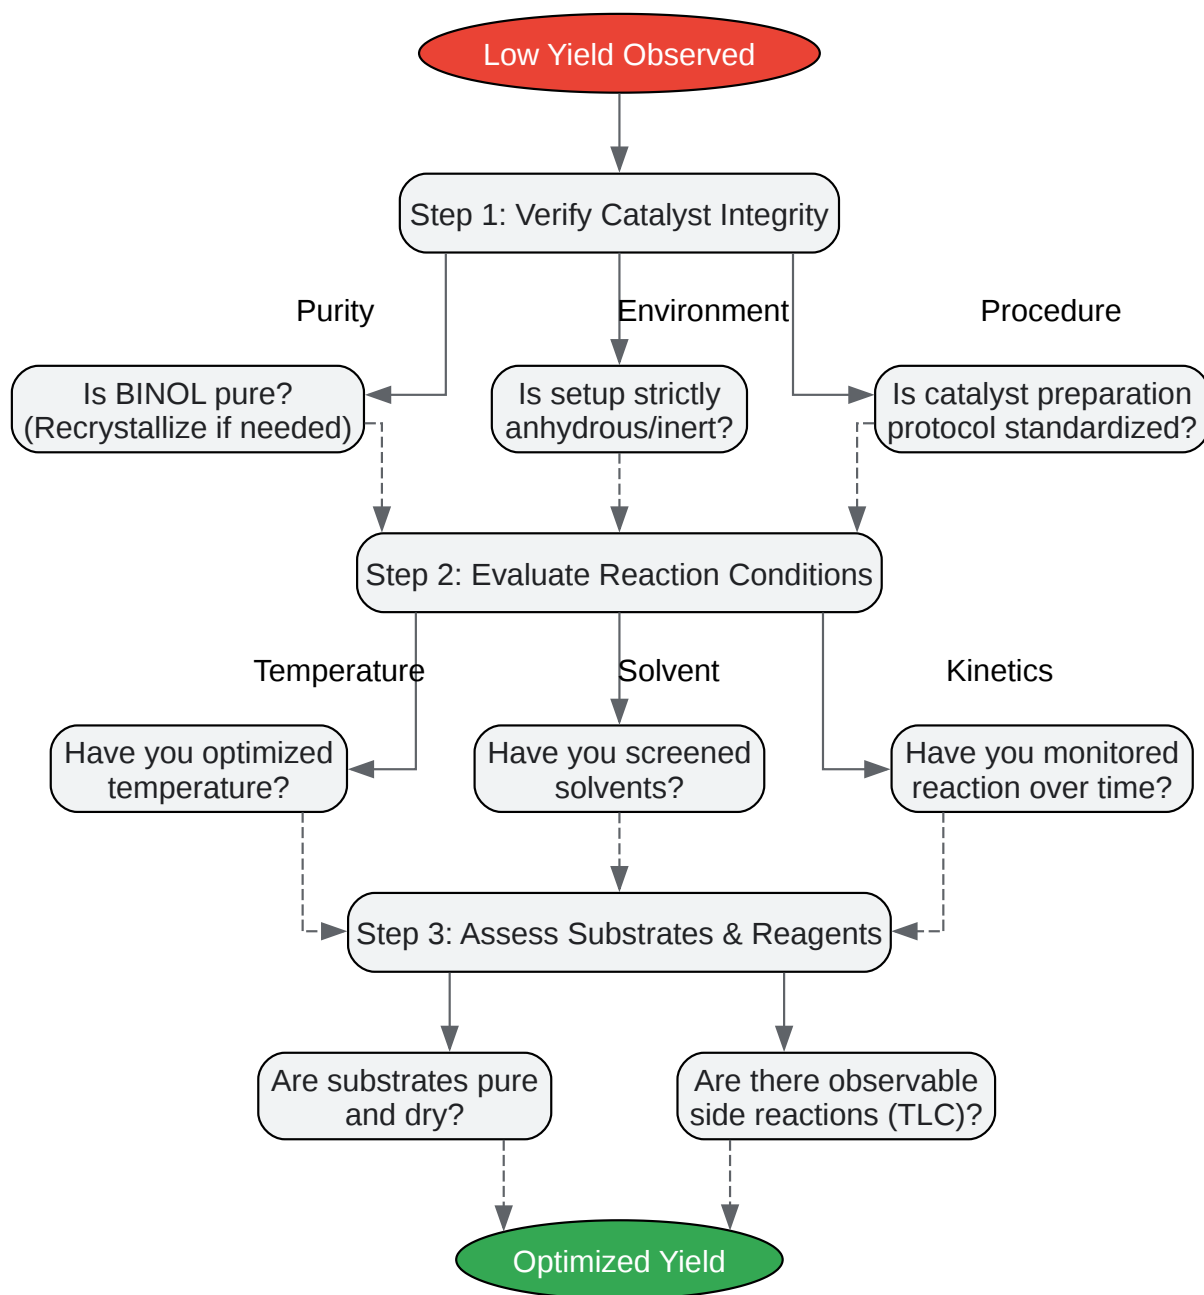 Low Yield Observed
Step 1: Verify Catalyst Integrity
Purity
Environment
Procedure
Is BINOL pure?
(Recrystallize if needed)
Is setup strictly
anhydrous/inert?
Is catalyst preparation
protocol standardized?
Step 2: Evaluate Reaction Conditions
Temperature
Solvent
Kinetics
Have you optimized
temperature?
Have you screened
solvents?
Have you monitored
reaction over time?
Step 3: Assess Substrates & Reagents
Are substrates pure
and dry?
Are there observable
side reactions (TLC)?
Optimized Yield